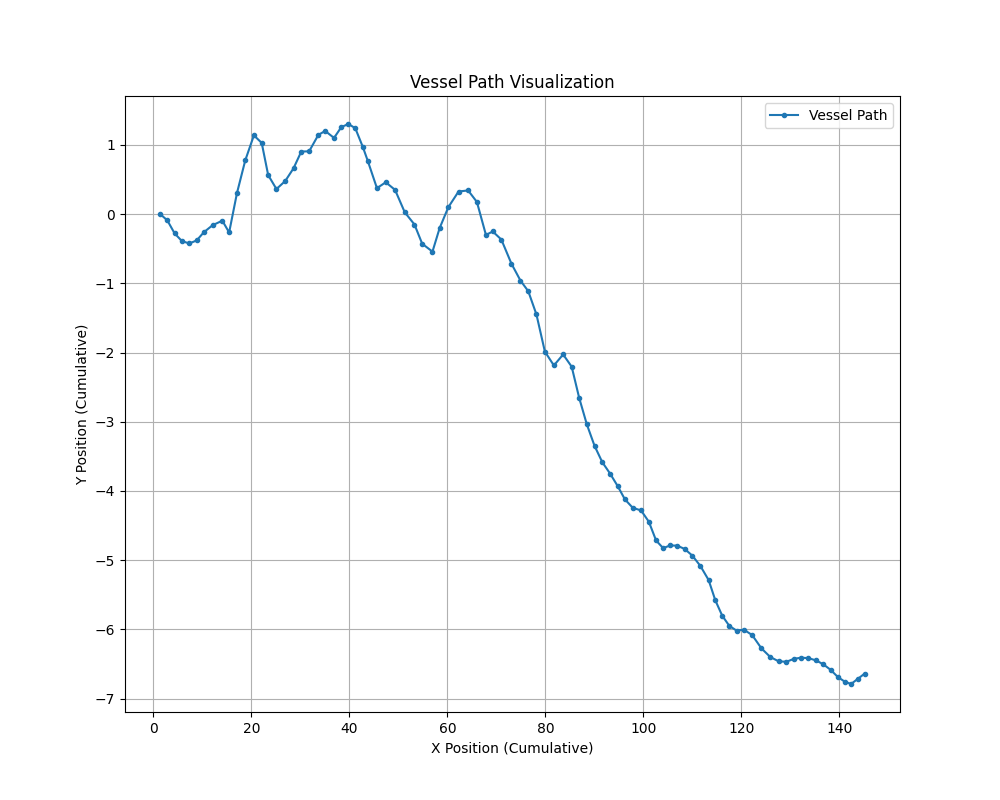 Vessel Path Visualization
Vessel Path
1
0
−1
−2
−3
−4
−5
−6
−7
Y Position (Cumulative)
0 20 40 60 80 100 120 140
X Position (Cumulative)